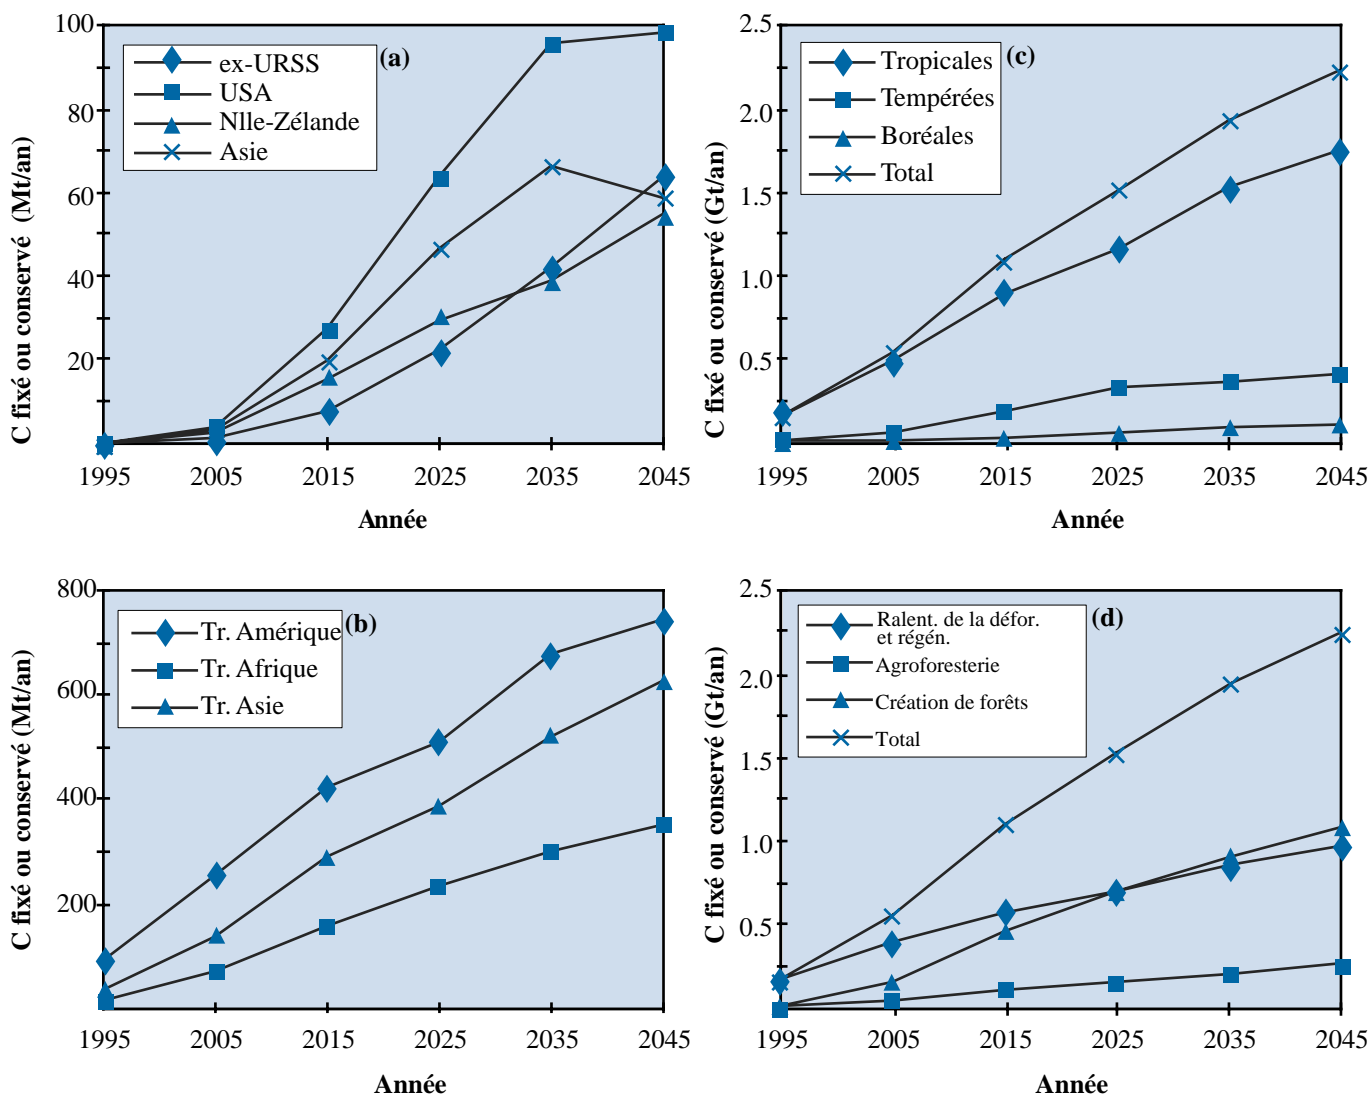 C fixé ou conservé (Mt/an)
100
80
60
40
20
(a)
ex-URSS
USA
Nlle-Zélande
Asie
1995 2005 2015 2025 2035 2045
Année
C fixé ou conservé (Gt/an)
2.5
2.0
1.5
1.0
0.5
(c)
Tropicales
Tempérées
Boréales
Total
1995 2005 2015 2025 2035 2045
Année
C fixé ou conservé (Mt/an)
800
600
400
200
(b)
Tr. Amérique
Tr. Afrique
Tr. Asie
1995 2005 2015 2025 2035 2045
Année
C fixé ou conservé (Gt/an)
2.5
2.0
1.5
1.0
0.5
(d)
Ralent. de la défor.
et régén.
Agroforesterie
Création de forêts
Total
1995 2005 2015 2025 2035 2045
Année